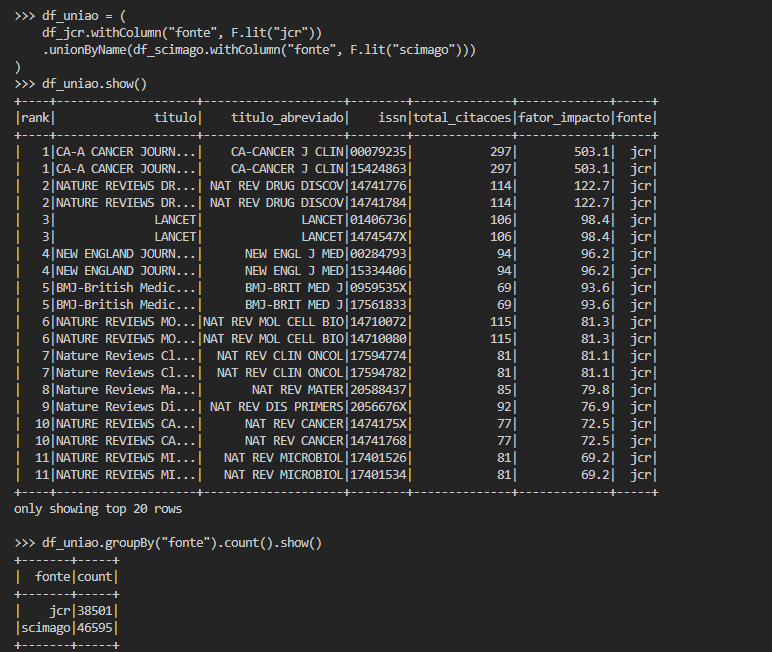 >>> df_uniao = (
    df_jcr.withColumn("fonte", F.lit("jcr"))
    .unionByName(df_scimago.withColumn("fonte", F.lit("scimago")))
)
>>> df_uniao.show()
+----+--------------------+--------------------+--------+--------------+-------------+-----+
|rank|              titulo|    titulo_abreviado|    issn|total_citacoes|fator_impacto|fonte|
+----+--------------------+--------------------+--------+--------------+-------------+-----+
|   1|CA-A CANCER JOURN...|    CA-CANCER J CLIN|00079235|           297|        503.1|  jcr|
|   1|CA-A CANCER JOURN...|    CA-CANCER J CLIN|15424863|           297|        503.1|  jcr|
|   2|NATURE REVIEWS DR...| NAT REV DRUG DISCOV|14741776|           114|        122.7|  jcr|
|   2|NATURE REVIEWS DR...| NAT REV DRUG DISCOV|14741784|           114|        122.7|  jcr|
|   3|              LANCET|              LANCET|01406736|           106|         98.4|  jcr|
|   3|              LANCET|              LANCET|1474547X|           106|         98.4|  jcr|
|   4|NEW ENGLAND JOURN...|      NEW ENGL J MED|00284793|            94|         96.2|  jcr|
|   4|NEW ENGLAND JOURN...|      NEW ENGL J MED|15334406|            94|         96.2|  jcr|
|   5|BMJ-British Medic...|      BMJ-BRIT MED J|0959535X|            69|         93.6|  jcr|
|   5|BMJ-British Medic...|      BMJ-BRIT MED J|17561833|            69|         93.6|  jcr|
|   6|NATURE REVIEWS MO...|NAT REV MOL CELL BIO|14710072|           115|         81.3|  jcr|
|   6|NATURE REVIEWS MO...|NAT REV MOL CELL BIO|14710080|           115|         81.3|  jcr|
|   7|Nature Reviews Cl...|  NAT REV CLIN ONCOL|17594774|            81|         81.1|  jcr|
|   7|Nature Reviews Cl...|  NAT REV CLIN ONCOL|17594782|            81|         81.1|  jcr|
|   8|Nature Reviews Ma...|       NAT REV MATER|20588437|            85|         79.8|  jcr|
|   9|Nature Reviews Di...| NAT REV DIS PRIMERS|2056676X|            92|         76.9|  jcr|
|  10|NATURE REVIEWS CA...|      NAT REV CANCER|1474175X|            77|         72.5|  jcr|
|  10|NATURE REVIEWS CA...|      NAT REV CANCER|14741768|            77|         72.5|  jcr|
|  11|NATURE REVIEWS MI...|   NAT REV MICROBIOL|17401526|            81|         69.2|  jcr|
|  11|NATURE REVIEWS MI...|   NAT REV MICROBIOL|17401534|            81|         69.2|  jcr|
+----+--------------------+--------------------+--------+--------------+-------------+-----+
only showing top 20 rows

>>> df_uniao.groupBy("fonte").count().show()
+-------+-----+
|  fonte|count|
+-------+-----+
|    jcr|38501|
|scimago|46595|
+-------+-----+